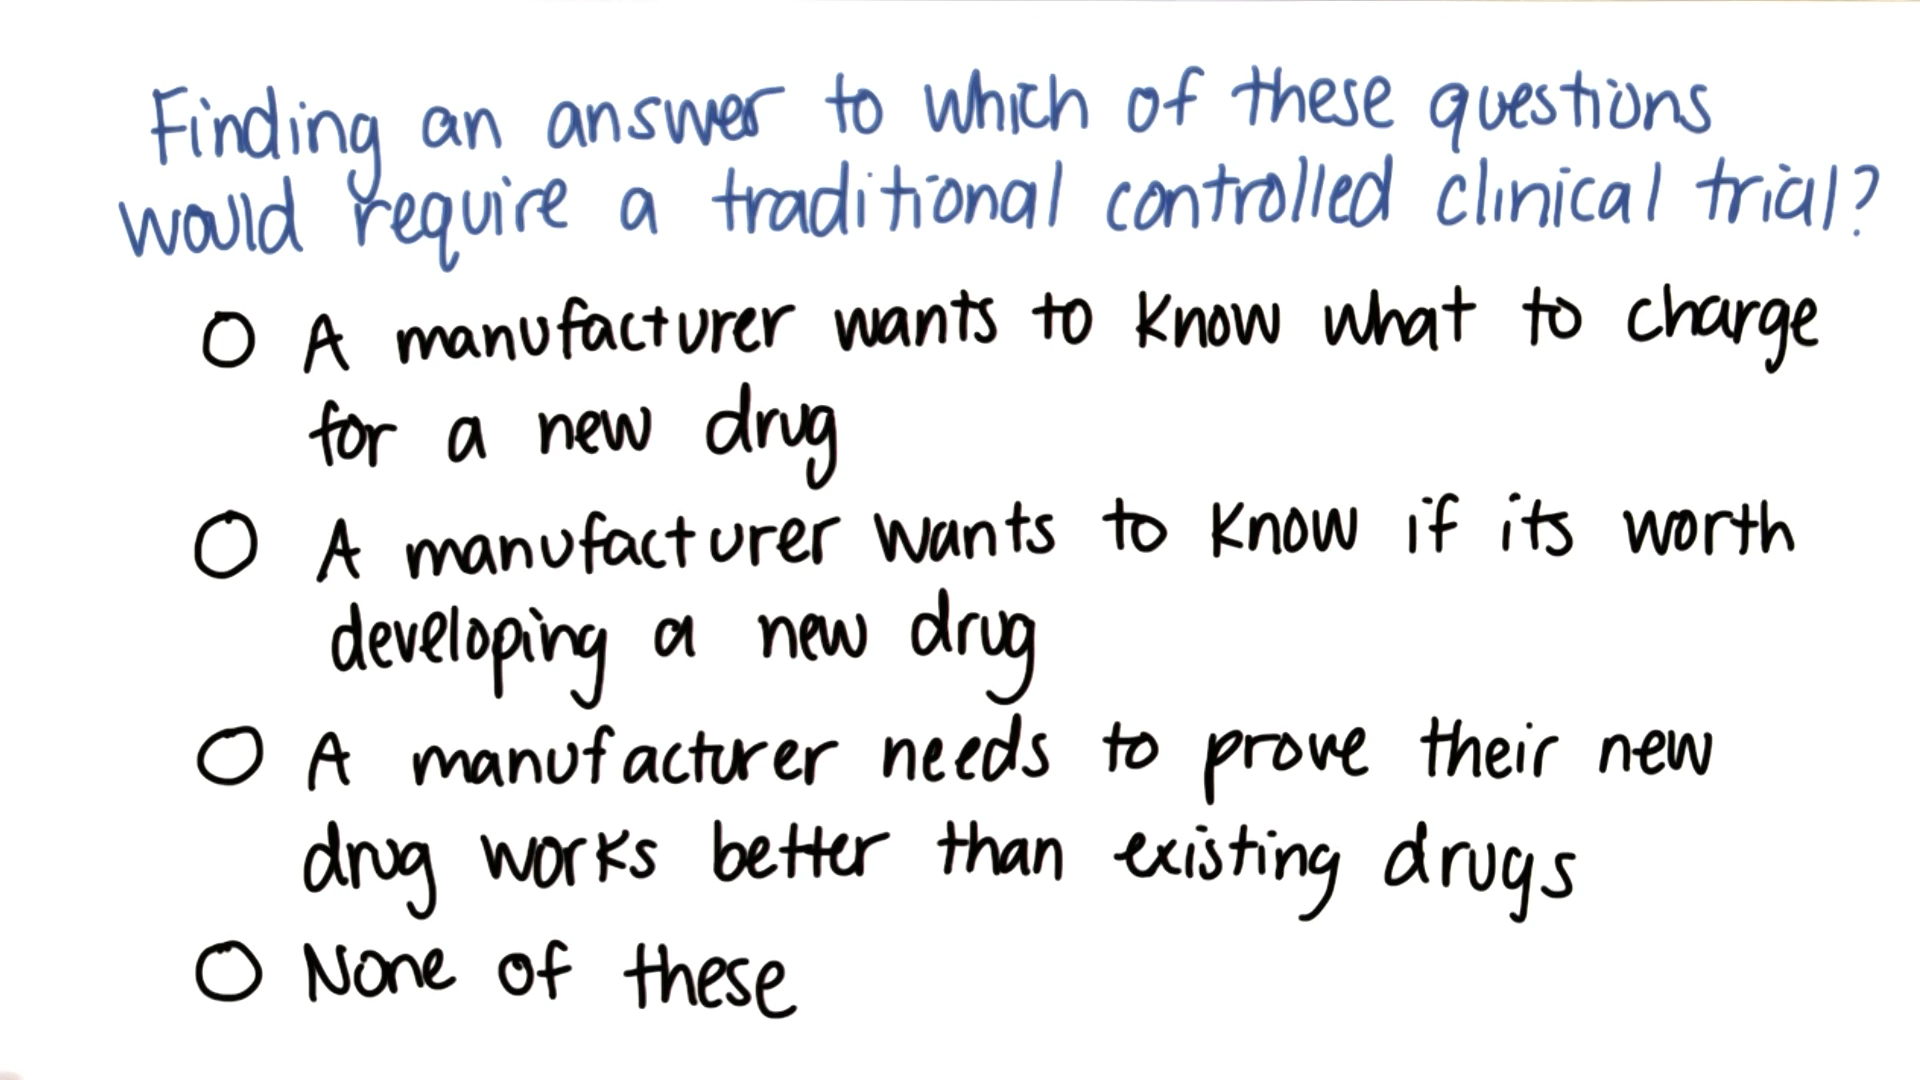 Finding an answer to which of these questions
would require a traditional controlled clinical trial?
A manufacturer wants to know what to charge
for a new drug
A manufacturer wants to know if its worth
developing a new drug
A manufacturer needs to prove their new
drug works better than existing drugs
None of these